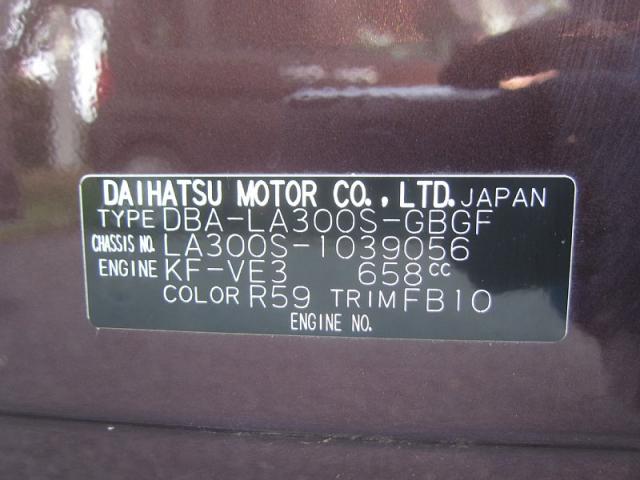 DAIHATSU MOTOR CO., LTD. JAPAN
TYPE DBA-LA300S-GBGF
CHASSIS NO. LA300S-1039056
ENGINE KF-VE3 658cc
COLOR R59 TRIM FB10
ENGINE NO.